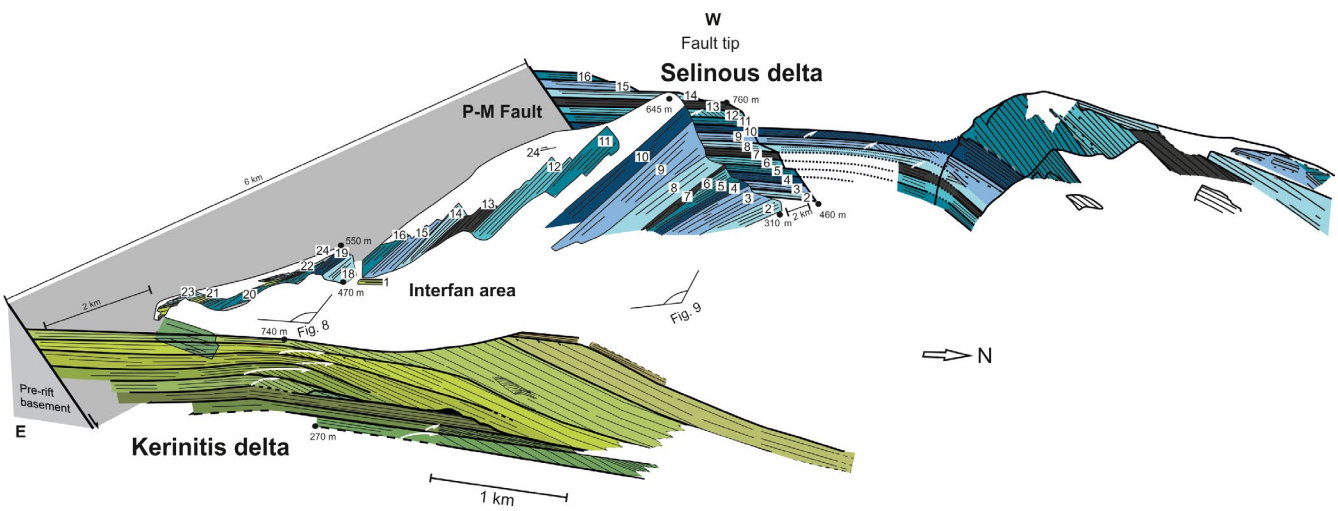 W
Fault tip
Selinous delta
P-M Fault
6 km
16
15
14
13
12
11
10
9
8
7
6
5
4
3
2
645 m
760 m
460 m
2 km
310 m
10
9
8
7
6
5
4
3
2
11
12
24
13
14
15
16
1
Interfan area
550 m
24
19
18
470 m
22
20
21
23
2 km
Fig. 8
Fig. 9
N
740 m
Pre-rift
basement
E
Kerinitis delta
270 m
1 km